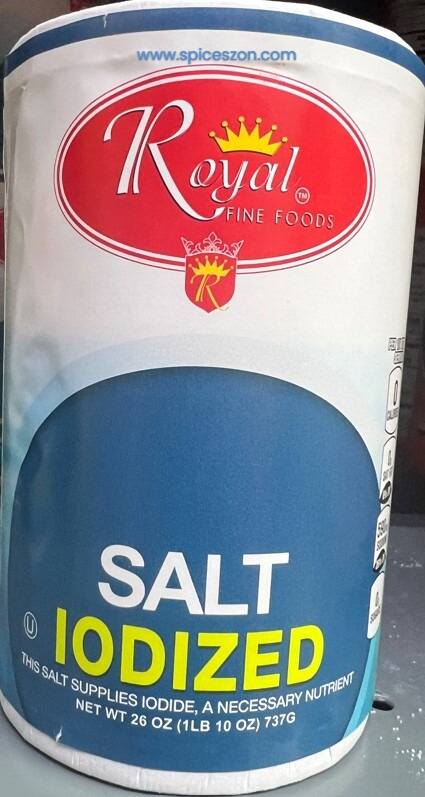 www.spiceszon.com
Royal TM
FINE FOODS
R
SALT
IODIZED
U
THIS SALT SUPPLIES IODIDE, A NECESSARY NUTRIENT
NET WT 26 OZ (1LB 10 OZ) 737G